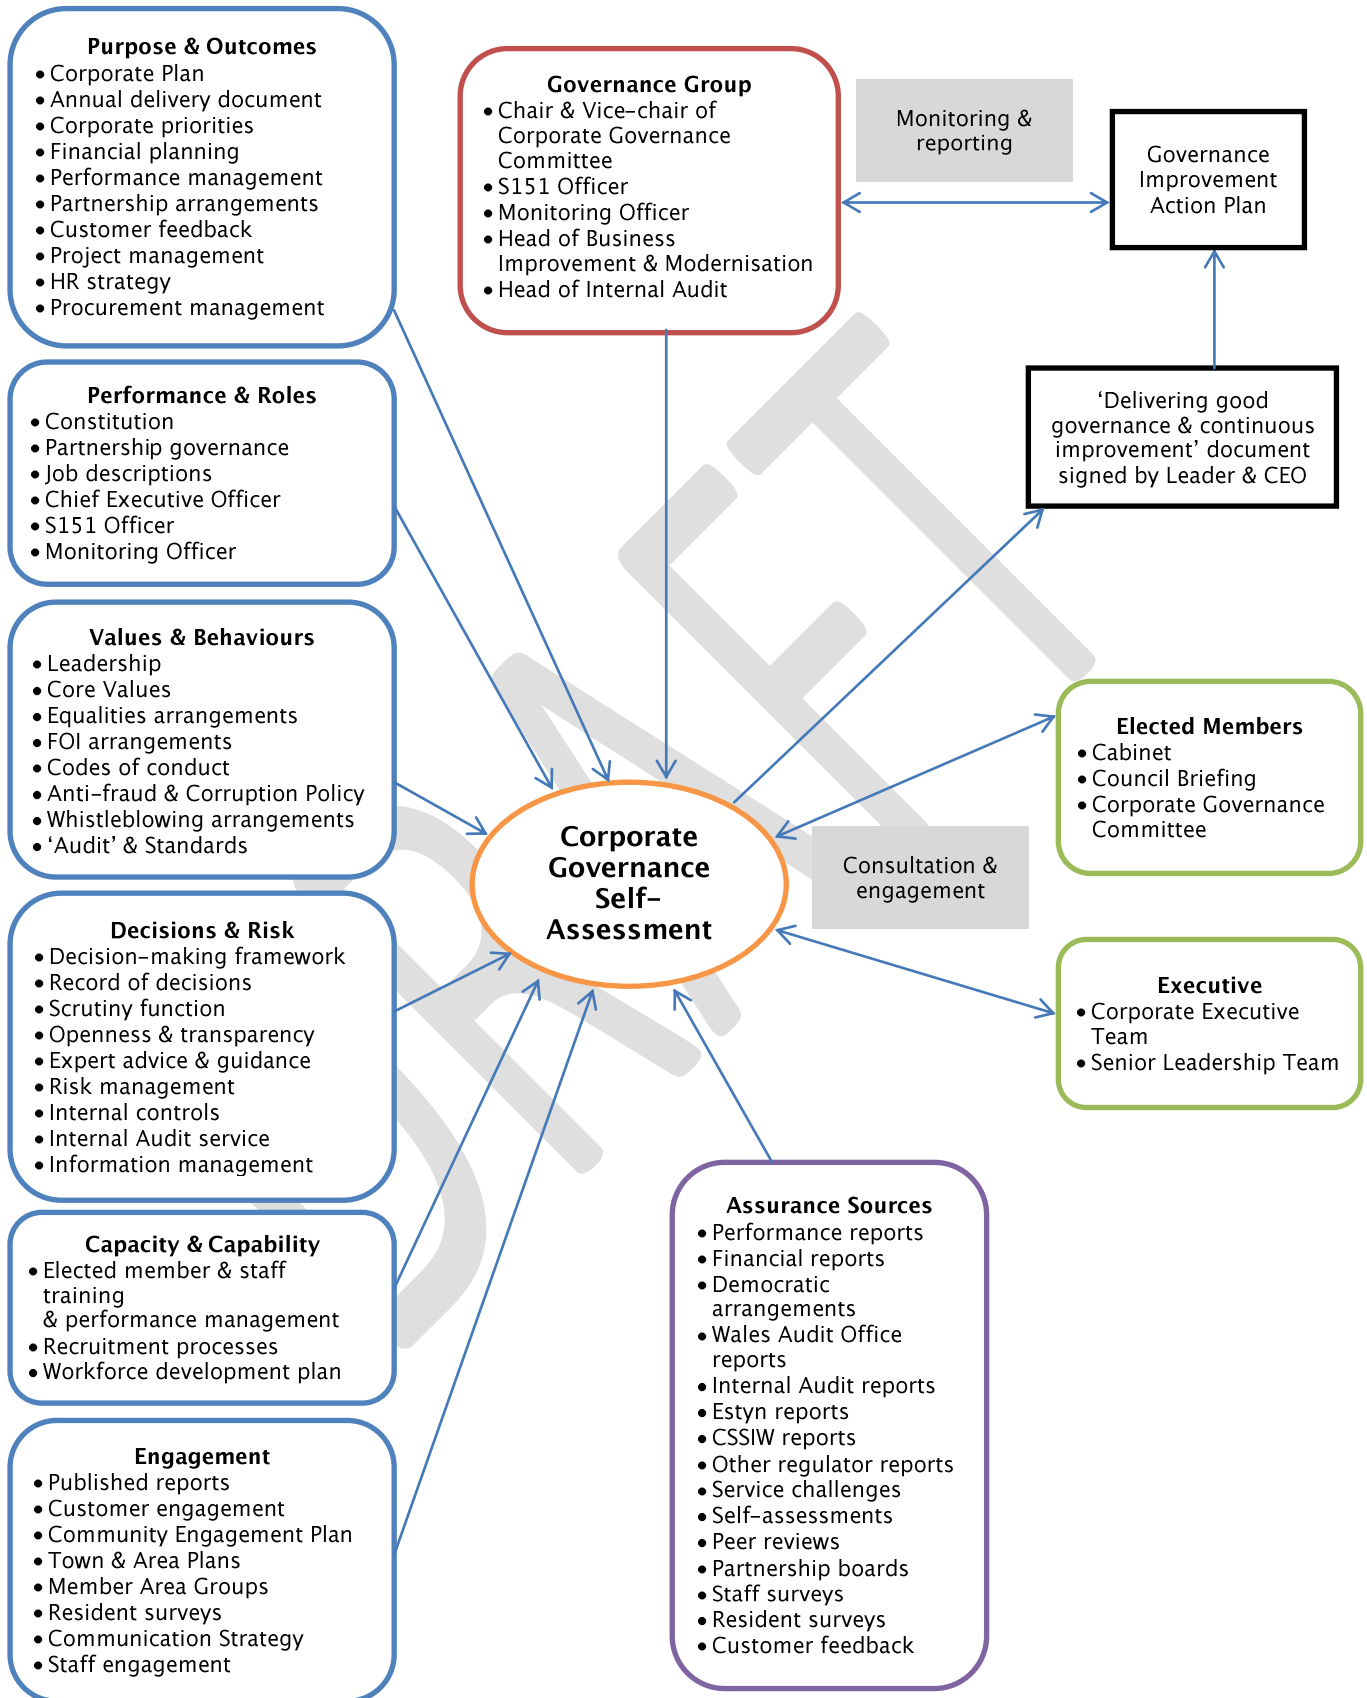 Purpose & Outcomes
• Corporate Plan
• Annual delivery document
• Corporate priorities
• Financial planning
• Performance management
• Partnership arrangements
• Customer feedback
• Project management
• HR strategy
• Procurement management
Performance & Roles
• Constitution
• Partnership governance
• Job descriptions
• Chief Executive Officer
• S151 Officer
• Monitoring Officer
Values & Behaviours
• Leadership
• Core Values
• Equalities arrangements
• FOI arrangements
• Codes of conduct
• Anti-fraud & Corruption Policy
• Whistleblowing arrangements
• ‘Audit’ & Standards
Decisions & Risk
• Decision-making framework
• Record of decisions
• Scrutiny function
• Openness & transparency
• Expert advice & guidance
• Risk management
• Internal controls
• Internal Audit service
• Information management
Capacity & Capability
• Elected member & staff
training
& performance management
• Recruitment processes
• Workforce development plan
Engagement
• Published reports
• Customer engagement
• Community Engagement Plan
• Town & Area Plans
• Member Area Groups
• Resident surveys
• Communication Strategy
• Staff engagement
Governance Group
• Chair & Vice-chair of
Corporate Governance
Committee
• S151 Officer
• Monitoring Officer
• Head of Business
Improvement & Modernisation
• Head of Internal Audit
Monitoring &
reporting
Governance
Improvement
Action Plan
‘Delivering good
governance & continuous
improvement’ document
signed by Leader & CEO
Corporate
Governance
Self-
Assessment
Consultation &
engagement
Elected Members
• Cabinet
• Council Briefing
• Corporate Governance
Committee
Executive
• Corporate Executive
Team
• Senior Leadership Team
Assurance Sources
• Performance reports
• Financial reports
• Democratic
arrangements
• Wales Audit Office
reports
• Internal Audit reports
• Estyn reports
• CSSIW reports
• Other regulator reports
• Service challenges
• Self-assessments
• Peer reviews
• Partnership boards
• Staff surveys
• Resident surveys
• Customer feedback
DRAFT